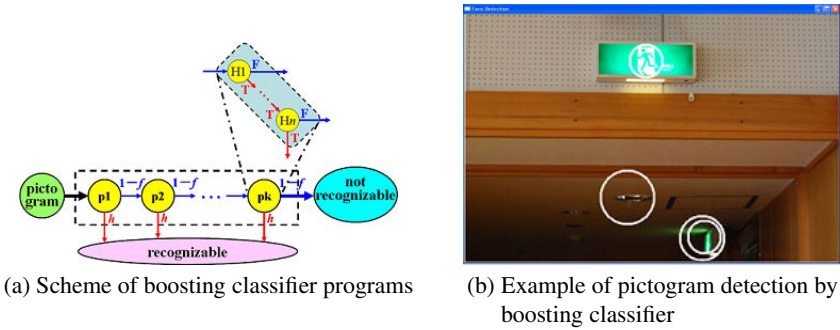 H1
F
T
T
Hn
F
T
picto
gram
p1
1−f
p2
1−f
...
pk
1−f
not
recognizable
h
h
h
recognizable
(a) Scheme of boosting classifier programs
Face Detection
(b) Example of pictogram detection by
boosting classifier